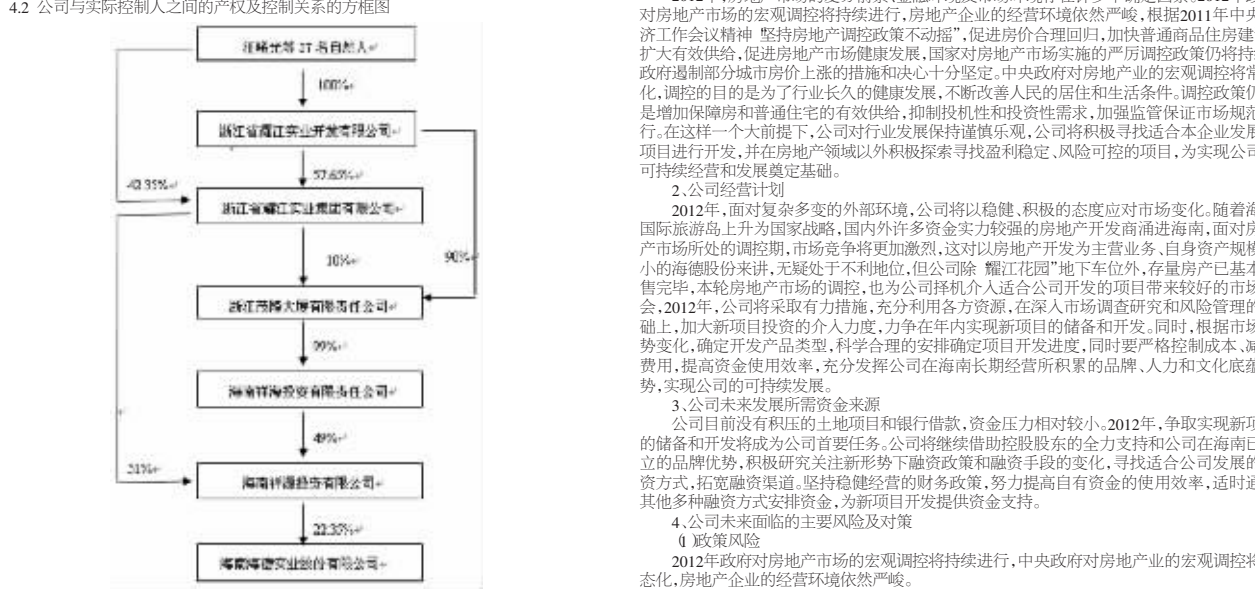 4.2 公司与实际控制人之间的产权及控制关系的方框图
汪曙光等 27 名自然人
100%
浙江省耀江实业开发有限公司
57.65%
42.35%
浙江省耀江实业集团有限公司
10%
90%
浙江茂隆大厦有限责任公司
99%
海南祥海投资有限责任公司
49%
51%
海南祥源投资有限公司
22.35%
海南海德实业股份有限公司
对房地产市场的宏观调控将持续进行,房地产企业的经营环境依然严峻,根据2011年中央
济工作会议精神“坚持房地产调控政策不动摇”,促进房价合理回归,加快普通商品住房建
扩大有效供给,促进房地产市场健康发展,国家对房地产市场实施的严厉调控政策仍将持
政府遏制部分城市房价上涨的措施和决心十分坚定。中央政府对房地产业的宏观调控将常
化,调控的目的是为了行业长久的健康发展,不断改善人民的居住和生活条件。调控政策仍
是增加保障房和普通住宅的有效供给,抑制投机性和投资性需求,加强监管保证市场规范
行。在这样一个大前提下,公司对行业发展保持谨慎乐观,公司将积极寻找适合本企业发展
项目进行开发,并在房地产领域以外积极探索寻找盈利稳定、风险可控的项目,为实现公司
可持续经营和发展奠定基础。
2、公司经营计划
2012年,面对复杂多变的外部环境,公司将以稳健、积极的态度应对市场变化。随着海
国际旅游岛上升为国家战略,国内外许多资金实力较强的房地产开发商涌进海南,面对房
产市场所处的调控期,市场竞争将更加激烈,这对以房地产开发为主营业务、自身资产规模
小的海德股份来讲,无疑处于不利地位,但公司除“耀江花园”地下车位外,存量房产已基本
售完毕,本轮房地产市场的调控,也为公司择机介入适合公司开发的项目带来较好的市场
会,2012年,公司将采取有力措施,充分利用各方资源,在深入市场调查研究和风险管理的
础上,加大新项目投资的介入力度,力争在年内实现新项目的储备和开发。同时,根据市场
势变化,确定开发产品类型,科学合理的安排确定项目开发进度,同时要严格控制成本、减
费用,提高资金使用效率,充分发挥公司在海南长期经营所积累的品牌、人力和文化底蕴
势,实现公司的可持续发展。
3、公司未来发展所需资金来源
公司目前没有积压的土地项目和银行借款,资金压力相对较小。2012年,争取实现新项
的储备和开发将成为公司首要任务。公司将继续借助控股股东的全力支持和公司在海南已
立的品牌优势,积极研究关注新形势下融资政策和融资手段的变化,寻找适合公司发展的
资方式,拓宽融资渠道。坚持稳健经营的财务政策,努力提高自有资金的使用效率,适时通
其他多种融资方式安排资金,为新项目开发提供资金支持。
4、公司未来面临的主要风险及对策
(1)政策风险
2012年政府对房地产市场的宏观调控将持续进行,中央政府对房地产业的宏观调控将
态化,房地产企业的经营环境依然严峻。